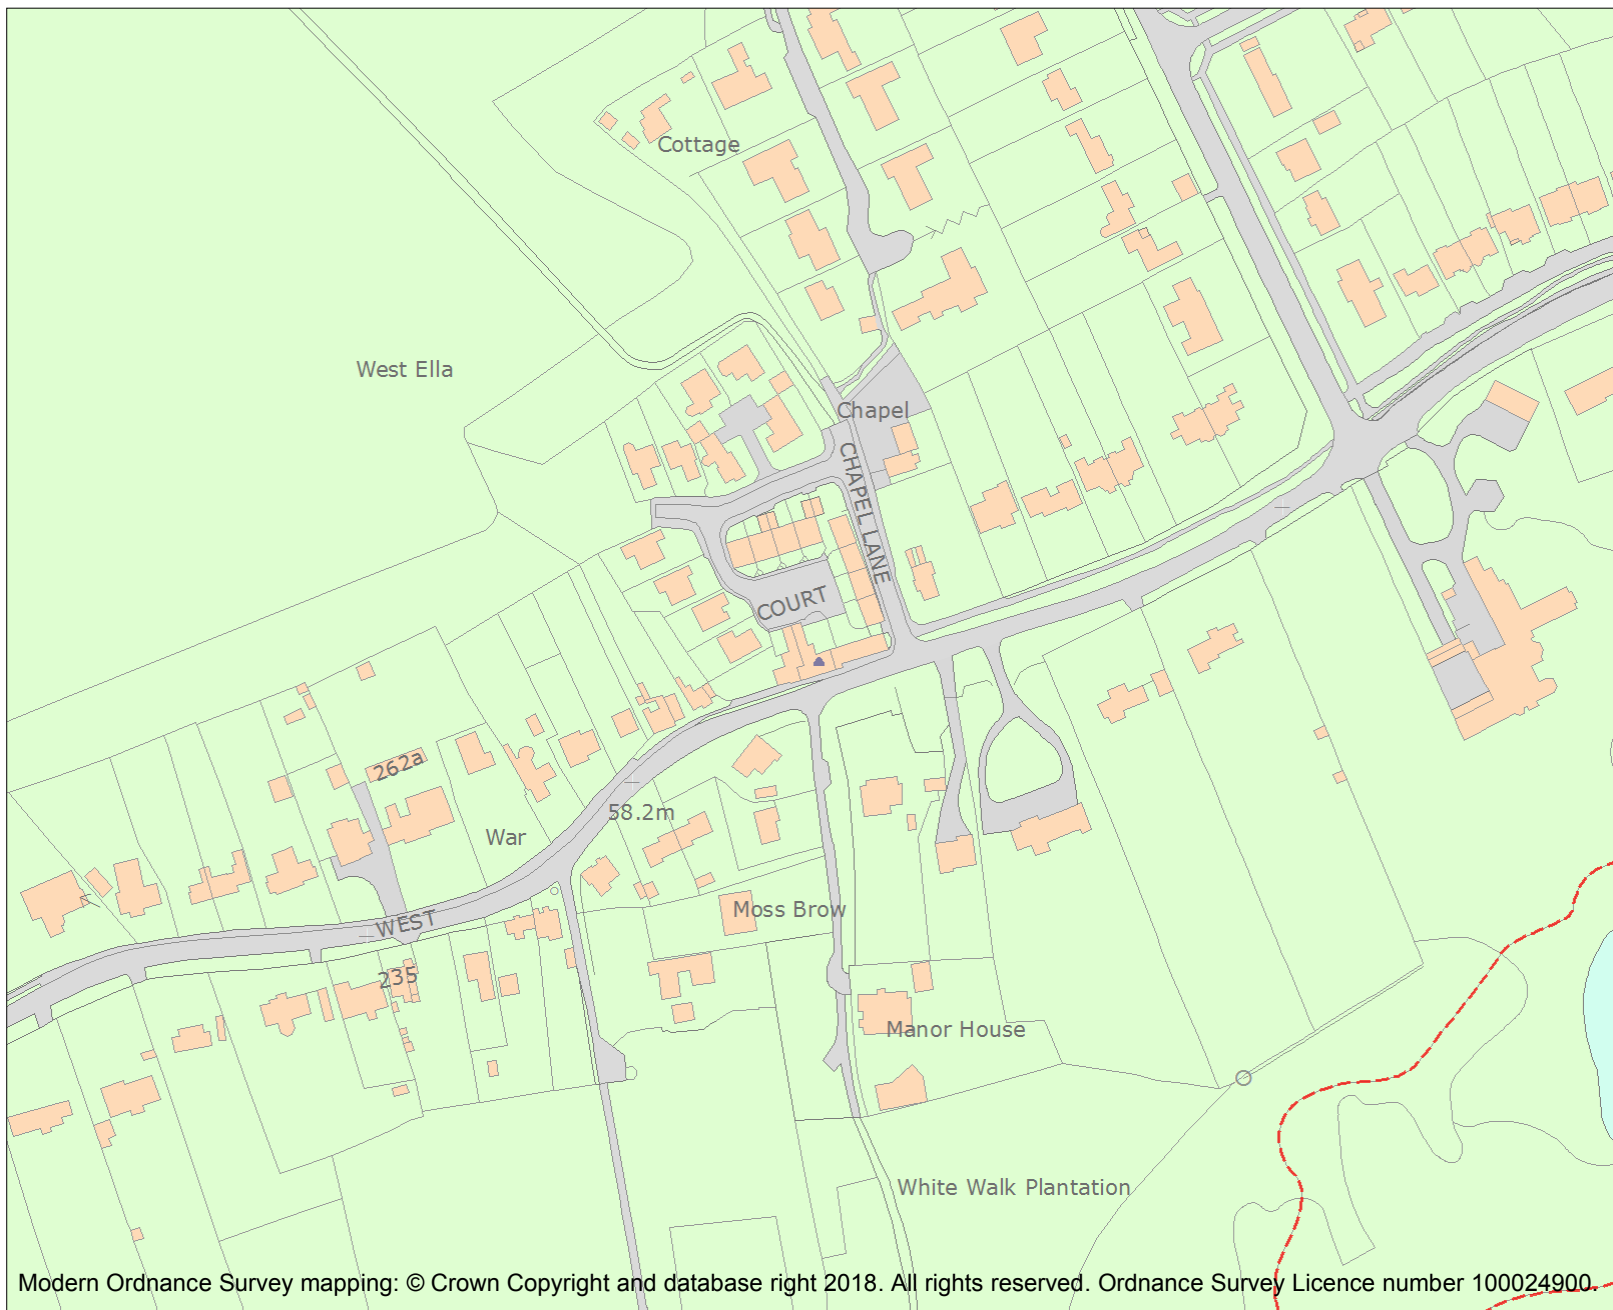 Cottage
West Ella
Chapel
CHAPEL LANE
COURT
262a
58.2m
War
Moss Brow
WEST
235
Manor House
White Walk Plantation
Modern Ordnance Survey mapping: © Crown Copyright and database right 2018. All rights reserved. Ordnance Survey Licence number 100024900.